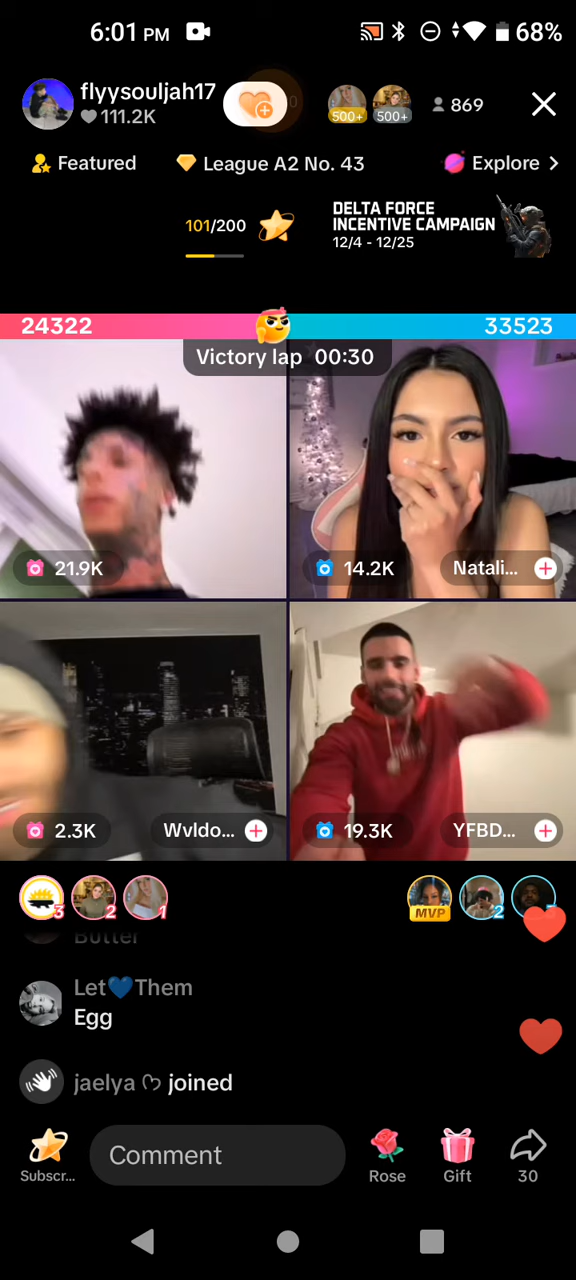 6:01 PM
68%
flyysouljah17
111.2K
500+
500+
869
Featured
League A2 No. 43
Explore
101/200
DELTA FORCE
INCENTIVE CAMPAIGN
12/4 - 12/25
24322
33523
Victory lap 00:30
21.9K
14.2K
Natali...
2.3K
Wvldo...
19.3K
YFBD...
3
2
1
MVP
2
Butter
Let💙Them
Egg
jaelya ♡ joined
Subscr...
Comment
Rose
Gift
30